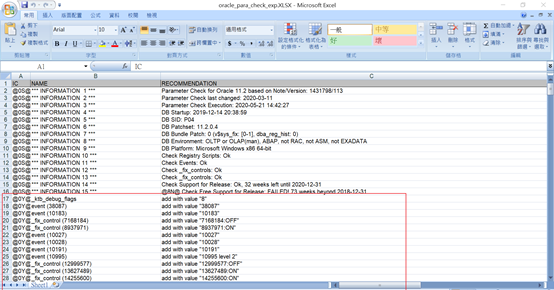 oracle_para_check_exp.XLSX - Microsoft Excel
常用 插入 版面配置 公式 資料 校閱 檢視
剪下
複製
複製格式
貼上
Arial 10
自動換列
跨欄置中
通用格式
設定格式化的條件
格式化為表格
一般 中等
好 壞
插入 刪除 格式
自動加總
填滿
清除
剪貼簿 字型 對齊方式 數值 樣式 儲存格 編輯
A1 IC
A B C
1 IC NAME RECOMMENDATION
2 @0S@ *** INFORMATION 1 *** Parameter Check for Oracle 11.2 based on Note/Version: 1431798/113
3 @0S@ *** INFORMATION 2 *** Parameter Check last changed: 2020-03-11
4 @0S@ *** INFORMATION 3 *** Parameter Check Execution: 2020-05-21 14:42:27
5 @0S@ *** INFORMATION 4 *** DB Startup: 2019-12-14 20:38:59
6 @0S@ *** INFORMATION 5 *** DB SID: P04
7 @0S@ *** INFORMATION 6 *** DB Patchset: 11.2.0.4
8 @0S@ *** INFORMATION 7 *** DB Bundle Patch: 0 (v$sys_fix: [0-1], dba_reg_hist: 0)
9 @0S@ *** INFORMATION 8 *** DB Environment: OLTP or OLAP(man), ABAP, not RAC, not ASM, not EXADATA
10 @0S@ *** INFORMATION 9 *** DB Platform: Microsoft Windows x86 64-bit
11 @0S@ *** INFORMATION 10 *** Check Registry Scripts: Ok
12 @0S@ *** INFORMATION 11 *** Check Events: Ok
13 @0S@ *** INFORMATION 12 *** Check _fix_controls: Ok
14 @0S@ *** INFORMATION 13 *** Check _fix_controls: Ok
15 @0S@ *** INFORMATION 14 *** Check Support for Release: Ok, 32 weeks left until 2020-12-31
16 @0S@ *** INFORMATION 15 *** @8N@ Check Free Support for Release: FAILED! 73 weeks beyond 2018-12-31
17 @0Y@ _ktb_debug_flags add with value "8"
18 @0Y@ event (38087) add with value "38087"
19 @0Y@ event (10183) add with value "10183"
20 @0Y@ _fix_control (7168184) add with value "7168184:OFF"
21 @0Y@ _fix_control (8937971) add with value "8937971:ON"
22 @0Y@ event (10027) add with value "10027"
23 @0Y@ event (10028) add with value "10028"
24 @0Y@ event (10191) add with value "10191"
25 @0Y@ event (10995) add with value "10995 level 2"
26 @0Y@ _fix_control (12999577) add with value "12999577:OFF"
27 @0Y@ _fix_control (13627489) add with value "13627489:ON"
28 @0Y@ _fix_control (14255600) add with value "14255600:ON"
Sheet1